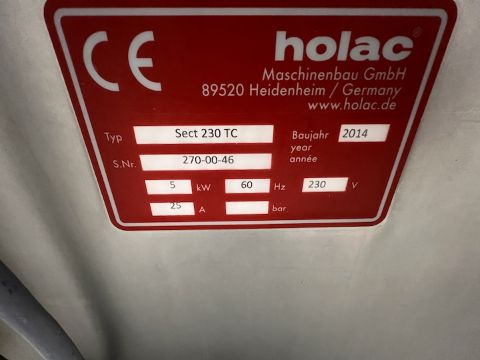 CE
holac®
Maschinenbau GmbH
89520 Heidenheim / Germany
www.holac.de
Typ Sect 230 TC Baujahr 2014
year
S.Nr. 270-00-46 année
5 kW 60 Hz 230 V
25 A bar